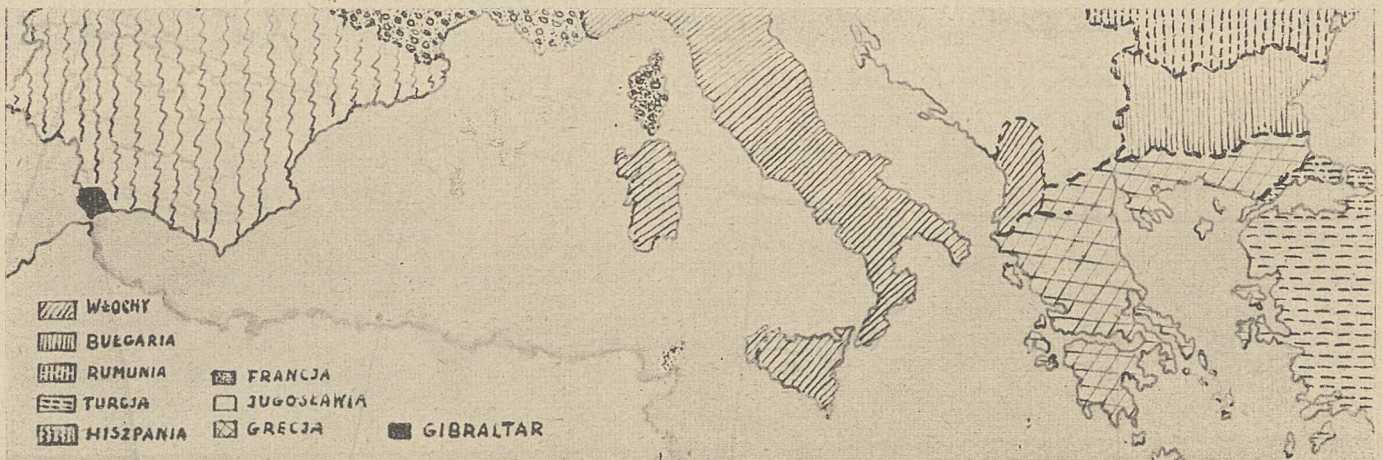 WŁOCHY
BUŁGARIA
RUMUNIA
TURCJA
HISZPANIA
FRANCJA
JUGOSŁAWIA
GRECJA
GIBRALTAR